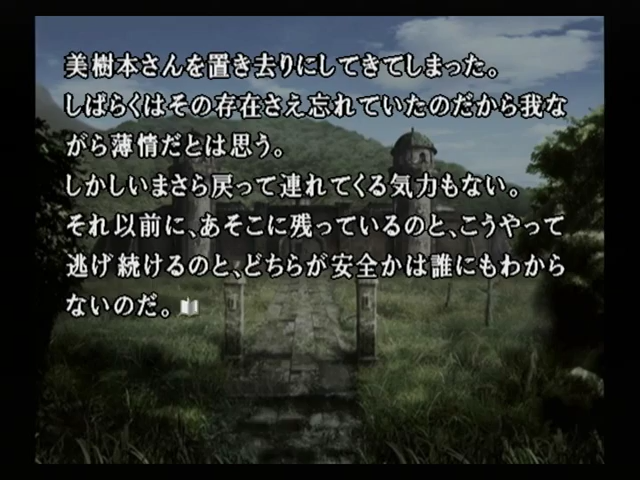 美樹本さんを置き去りにしてきてしまった。
しばらくはその存在さえ忘れていたのだから我な
がら薄情だとは思う。
しかしいまさら戻って連れてくる気力もない。
それ以前に、あそこに残っているのと、こうやって
逃げ続けるのと、どちらが安全かは誰にもわから
ないのだ。